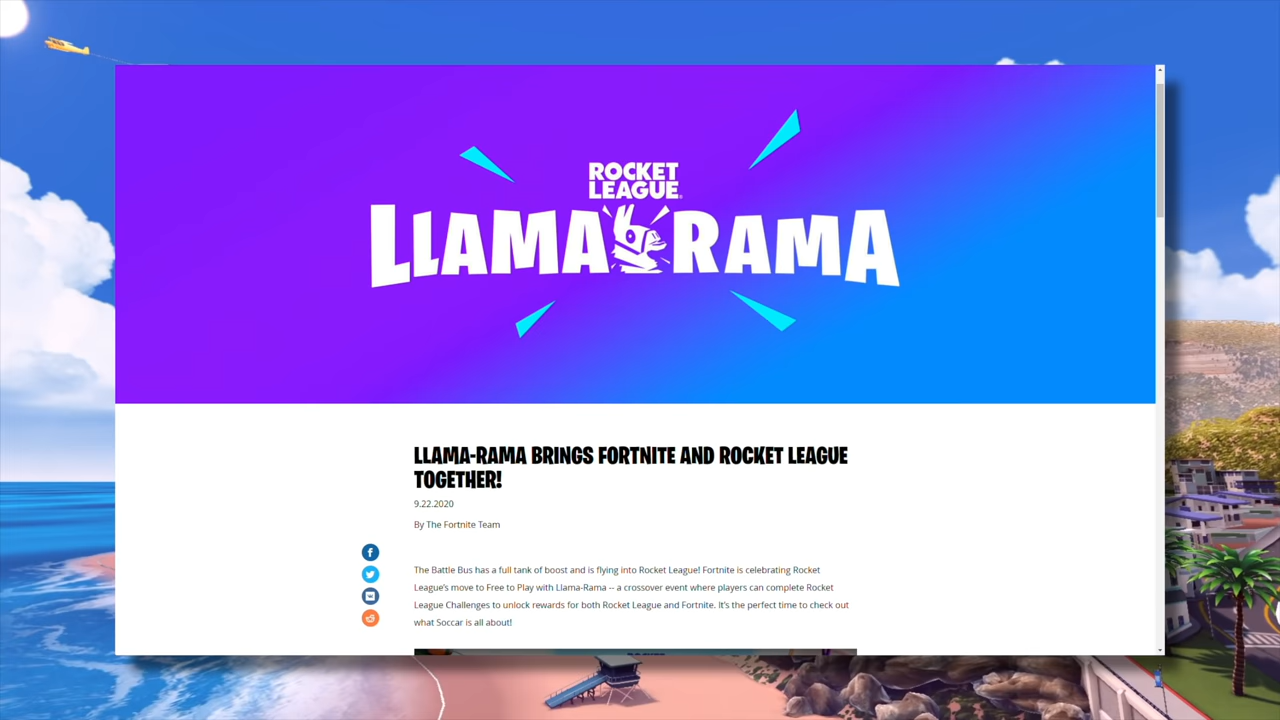 ROCKET
LEAGUE
LLAMA RAMA
LLAMA-RAMA BRINGS FORTNITE AND ROCKET LEAGUE
TOGETHER!
9.22.2020
By The Fortnite Team
The Battle Bus has a full tank of boost and is flying into Rocket League! Fortnite is celebrating Rocket
League's move to Free to Play with Llama-Rama -- a crossover event where players can complete Rocket
League Challenges to unlock rewards for both Rocket League and Fortnite. It's the perfect time to check out
what Soccar is all about!